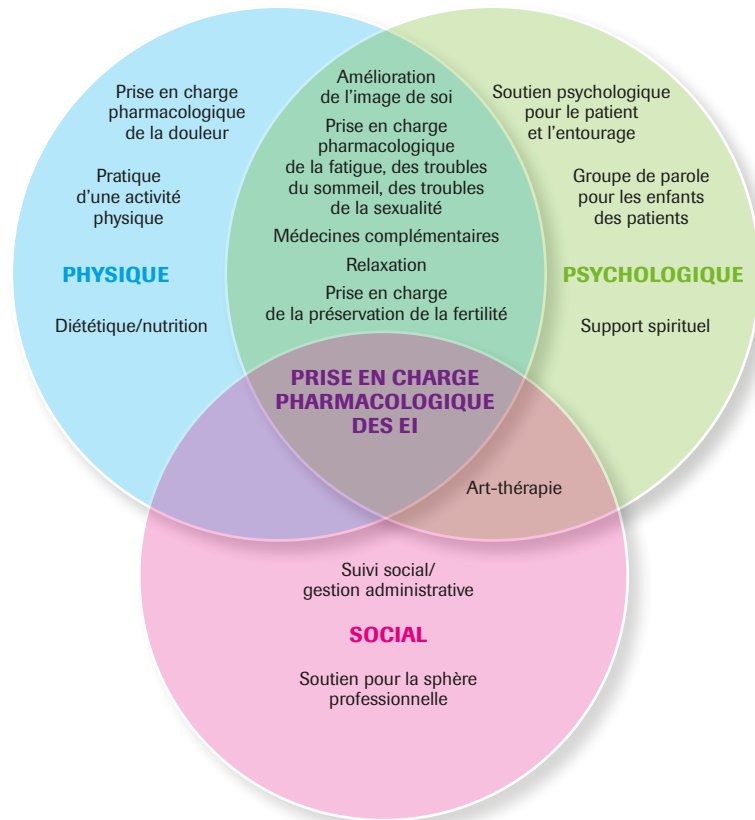 Prise en charge
pharmacologique
de la douleur
Pratique
d'une activité
physique
PHYSIQUE
Diététique/nutrition
Amélioration
de l'image de soi
Prise en charge
pharmacologique
de la fatigue, des troubles
du sommeil, des troubles
de la sexualité
Médecines complémentaires
Relaxation
Prise en charge
de la préservation de la fertilité
Soutien psychologique
pour le patient
et l'entourage
Groupe de parole
pour les enfants
des patients
PSYCHOLOGIQUE
Support spirituel
PRISE EN CHARGE
PHARMACOLOGIQUE
DES EI
Art-thérapie
Suivi social/
gestion administrative
SOCIAL
Soutien pour la sphère
professionnelle